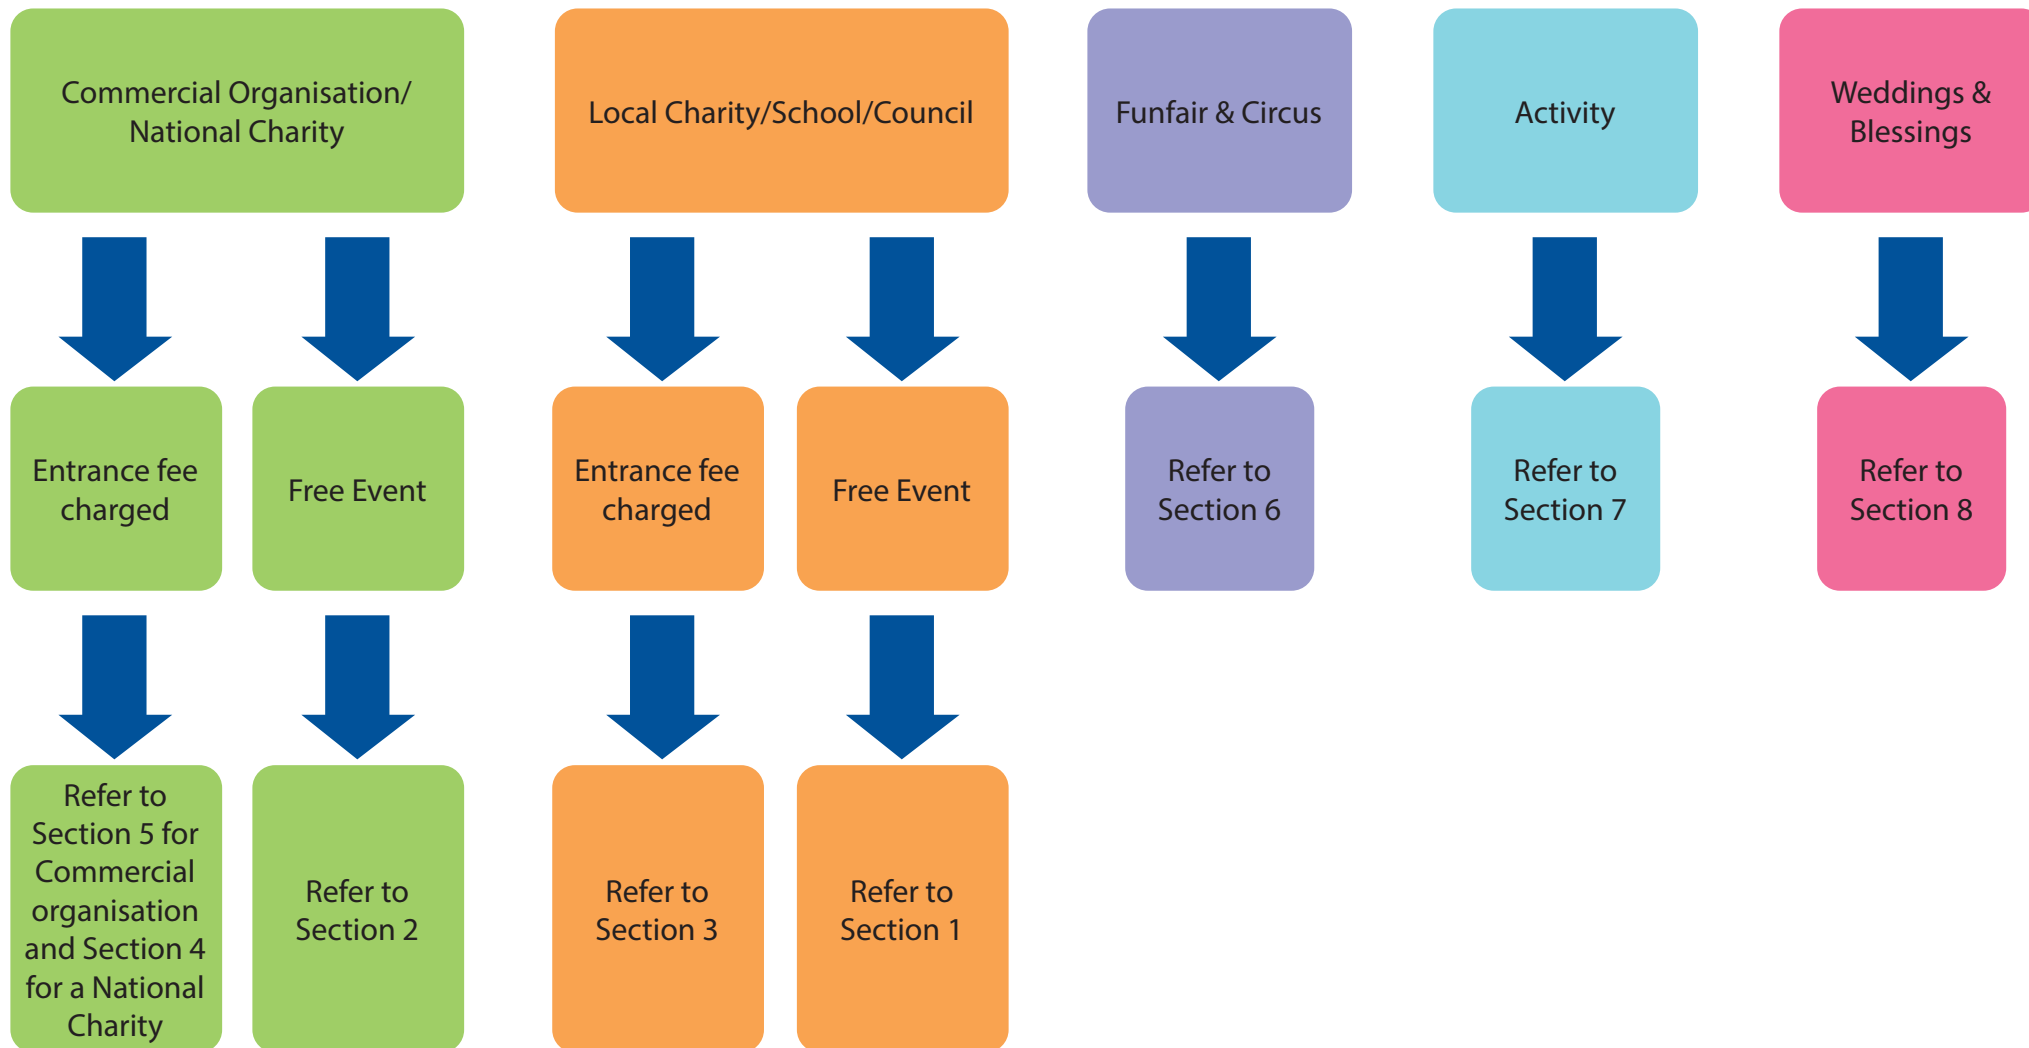 Commercial Organisation/
National Charity
Local Charity/School/Council
Funfair & Circus
Activity
Weddings &
Blessings
Entrance fee
charged
Free Event
Entrance fee
charged
Free Event
Refer to
Section 6
Refer to
Section 7
Refer to
Section 8
Refer to
Section 5 for
Commercial
organisation
and Section 4
for a National
Charity
Refer to
Section 2
Refer to
Section 3
Refer to
Section 1